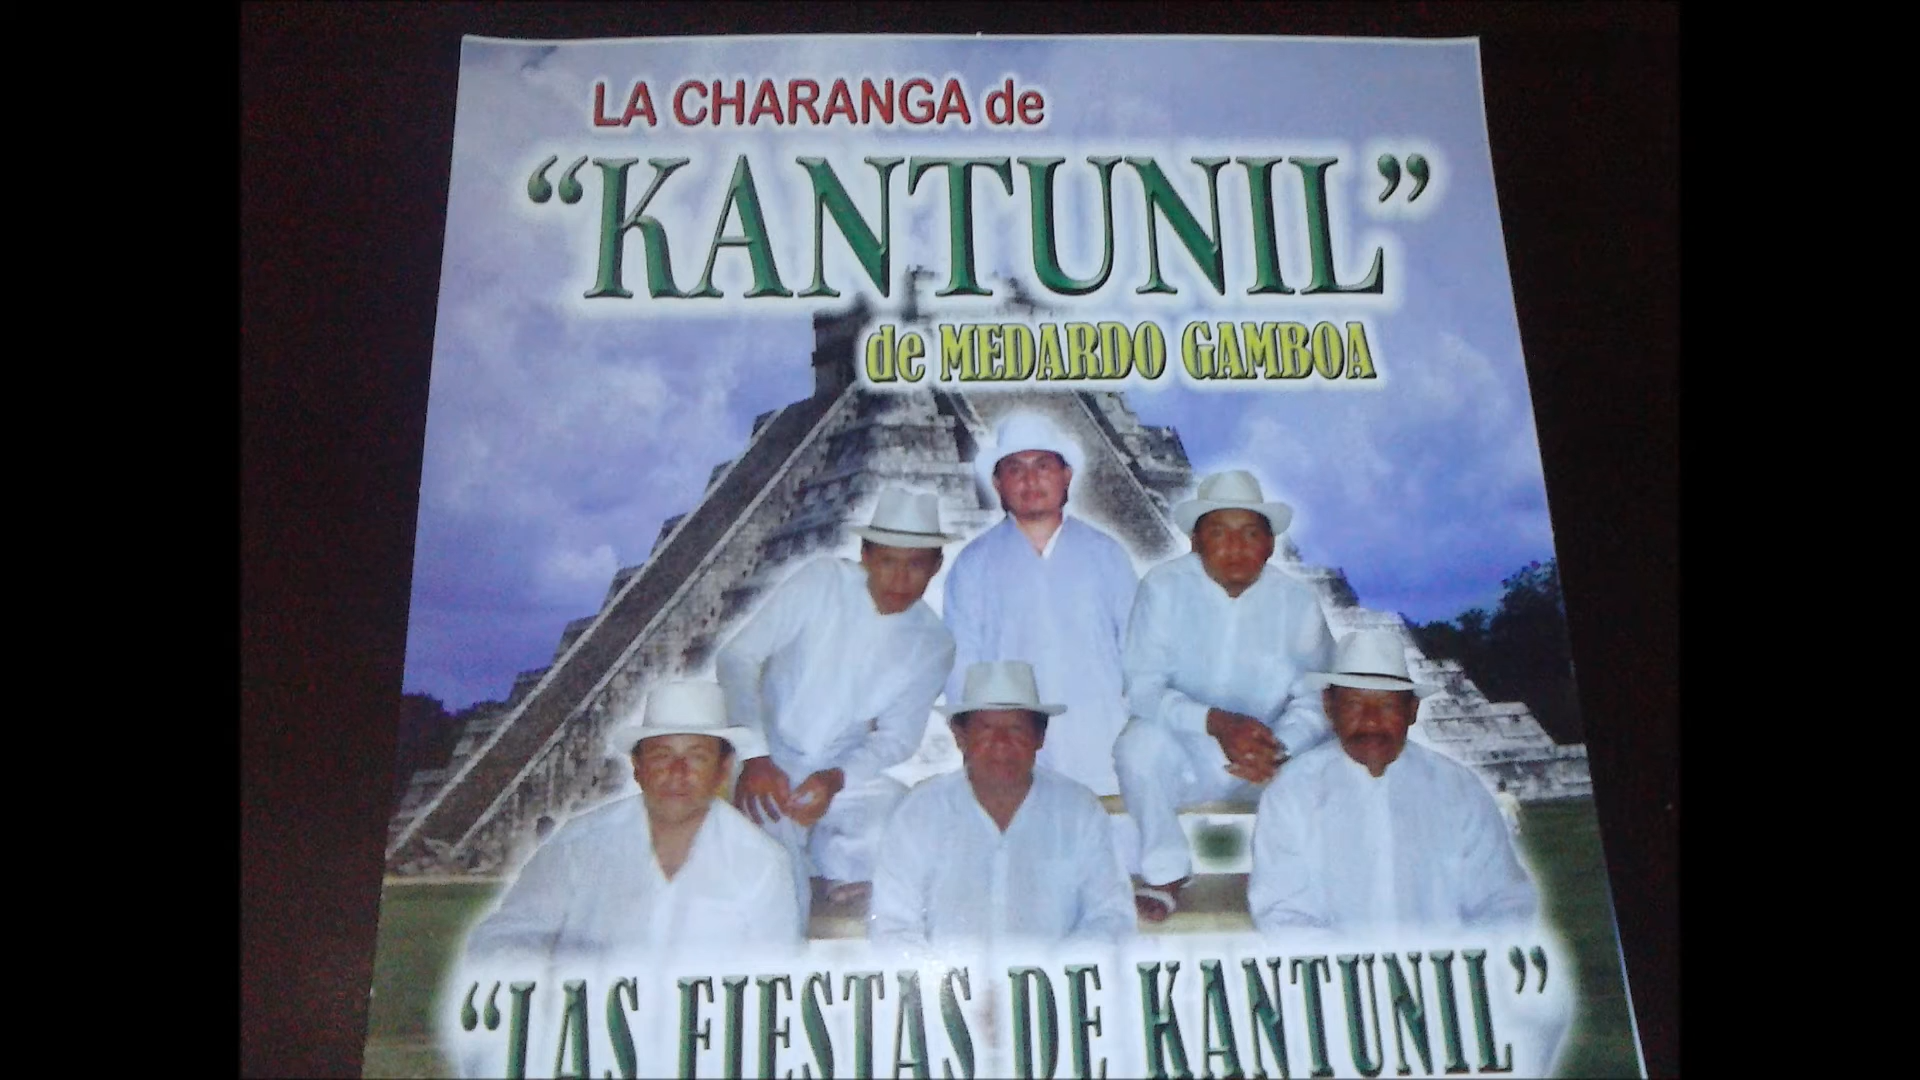 LA CHARANGA de
“KANTUNIL”
de MEDARDO GAMBOA
“LAS FIESTAS DE KANTUNIL”